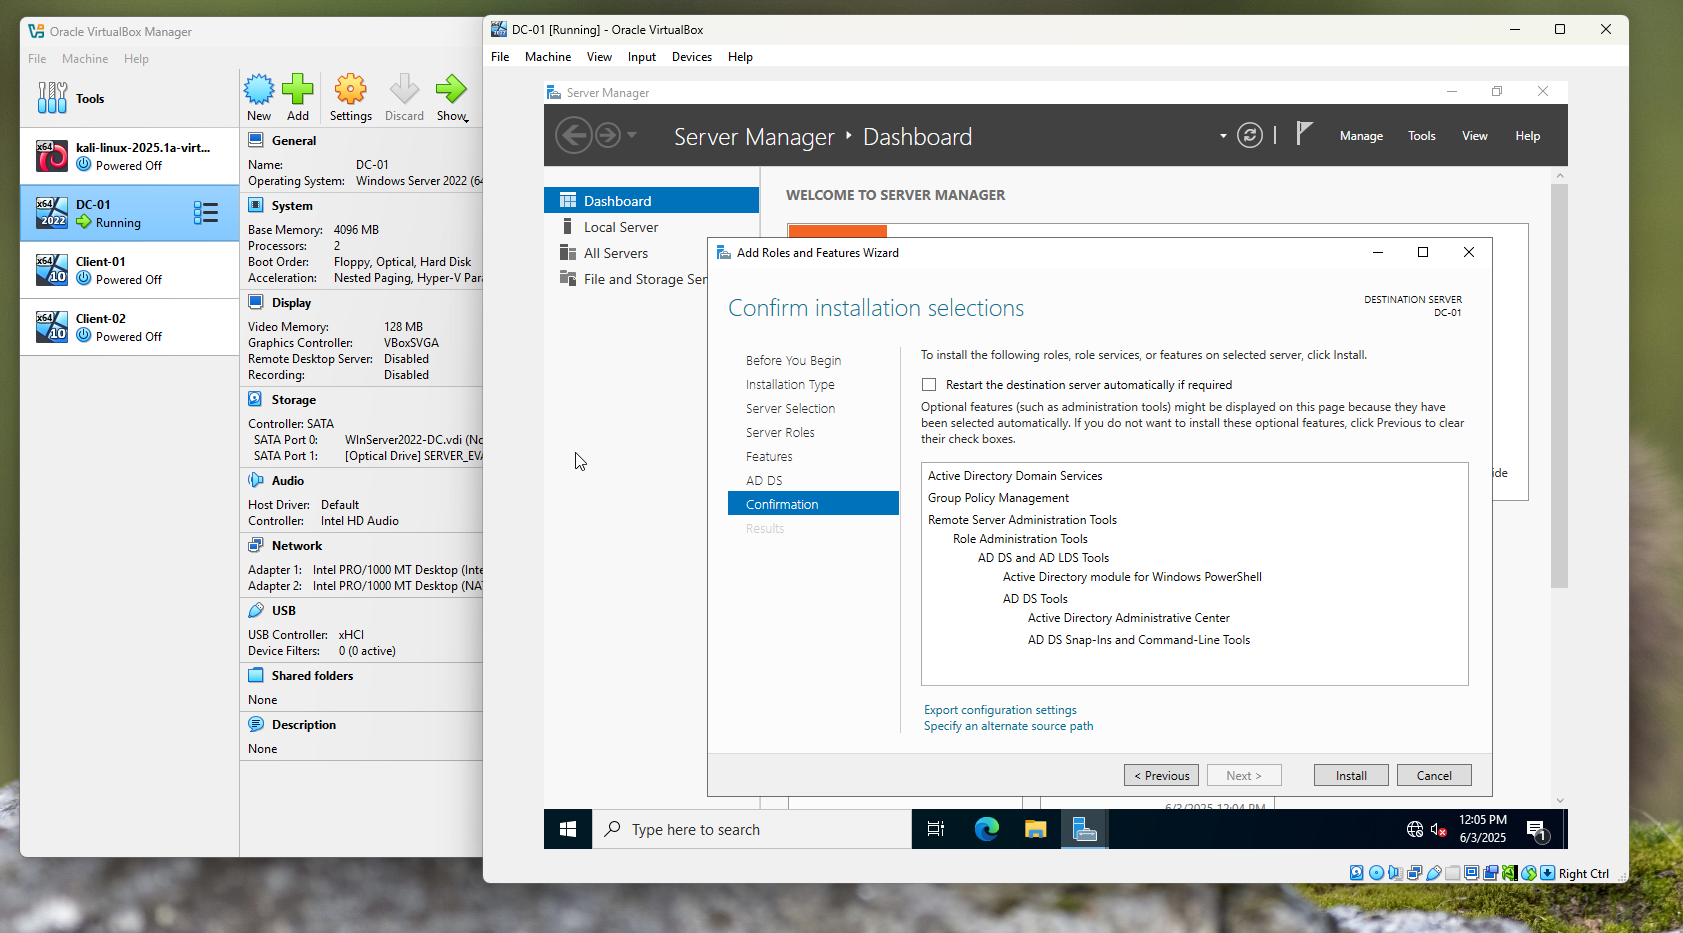 Oracle VirtualBox Manager
File Machine Help
Tools
New Add Settings Discard Show
x64 kali-linux-2025.1a-virt...
Powered Off
x64 2022 DC-01
Running
x64 10 Client-01
Powered Off
x64 10 Client-02
Powered Off
General
Name: DC-01
Operating System: Windows Server 2022 (64
System
Base Memory: 4096 MB
Processors: 2
Boot Order: Floppy, Optical, Hard Disk
Acceleration: Nested Paging, Hyper-V Par
Display
Video Memory: 128 MB
Graphics Controller: VBoxSVGA
Remote Desktop Server: Disabled
Recording: Disabled
Storage
Controller: SATA
SATA Port 0: WInServer2022-DC.vdi (No
SATA Port 1: [Optical Drive] SERVER_EVA
Audio
Host Driver: Default
Controller: Intel HD Audio
Network
Adapter 1: Intel PRO/1000 MT Desktop (Inte
Adapter 2: Intel PRO/1000 MT Desktop (NA
USB
USB Controller: xHCI
Device Filters: 0 (0 active)
Shared folders
None
Description
None
DC-01 [Running] - Oracle VirtualBox
File Machine View Input Devices Help
Server Manager
Server Manager ‣ Dashboard
Manage Tools View Help
Dashboard
Local Server
All Servers
File and Storage Ser
WELCOME TO SERVER MANAGER
ide
Add Roles and Features Wizard
Confirm installation selections
DESTINATION SERVER
DC-01
Before You Begin
Installation Type
Server Selection
Server Roles
Features
AD DS
Confirmation
Results
To install the following roles, role services, or features on selected server, click Install.
Restart the destination server automatically if required
Optional features (such as administration tools) might be displayed on this page because they have
been selected automatically. If you do not want to install these optional features, click Previous to clear
their check boxes.
Active Directory Domain Services
Group Policy Management
Remote Server Administration Tools
Role Administration Tools
AD DS and AD LDS Tools
Active Directory module for Windows PowerShell
AD DS Tools
Active Directory Administrative Center
AD DS Snap-Ins and Command-Line Tools
Export configuration settings
Specify an alternate source path
< Previous Next > Install Cancel
6/3/2025 12:04 PM
Type here to search
12:05 PM
6/3/2025
1
Right Ctrl